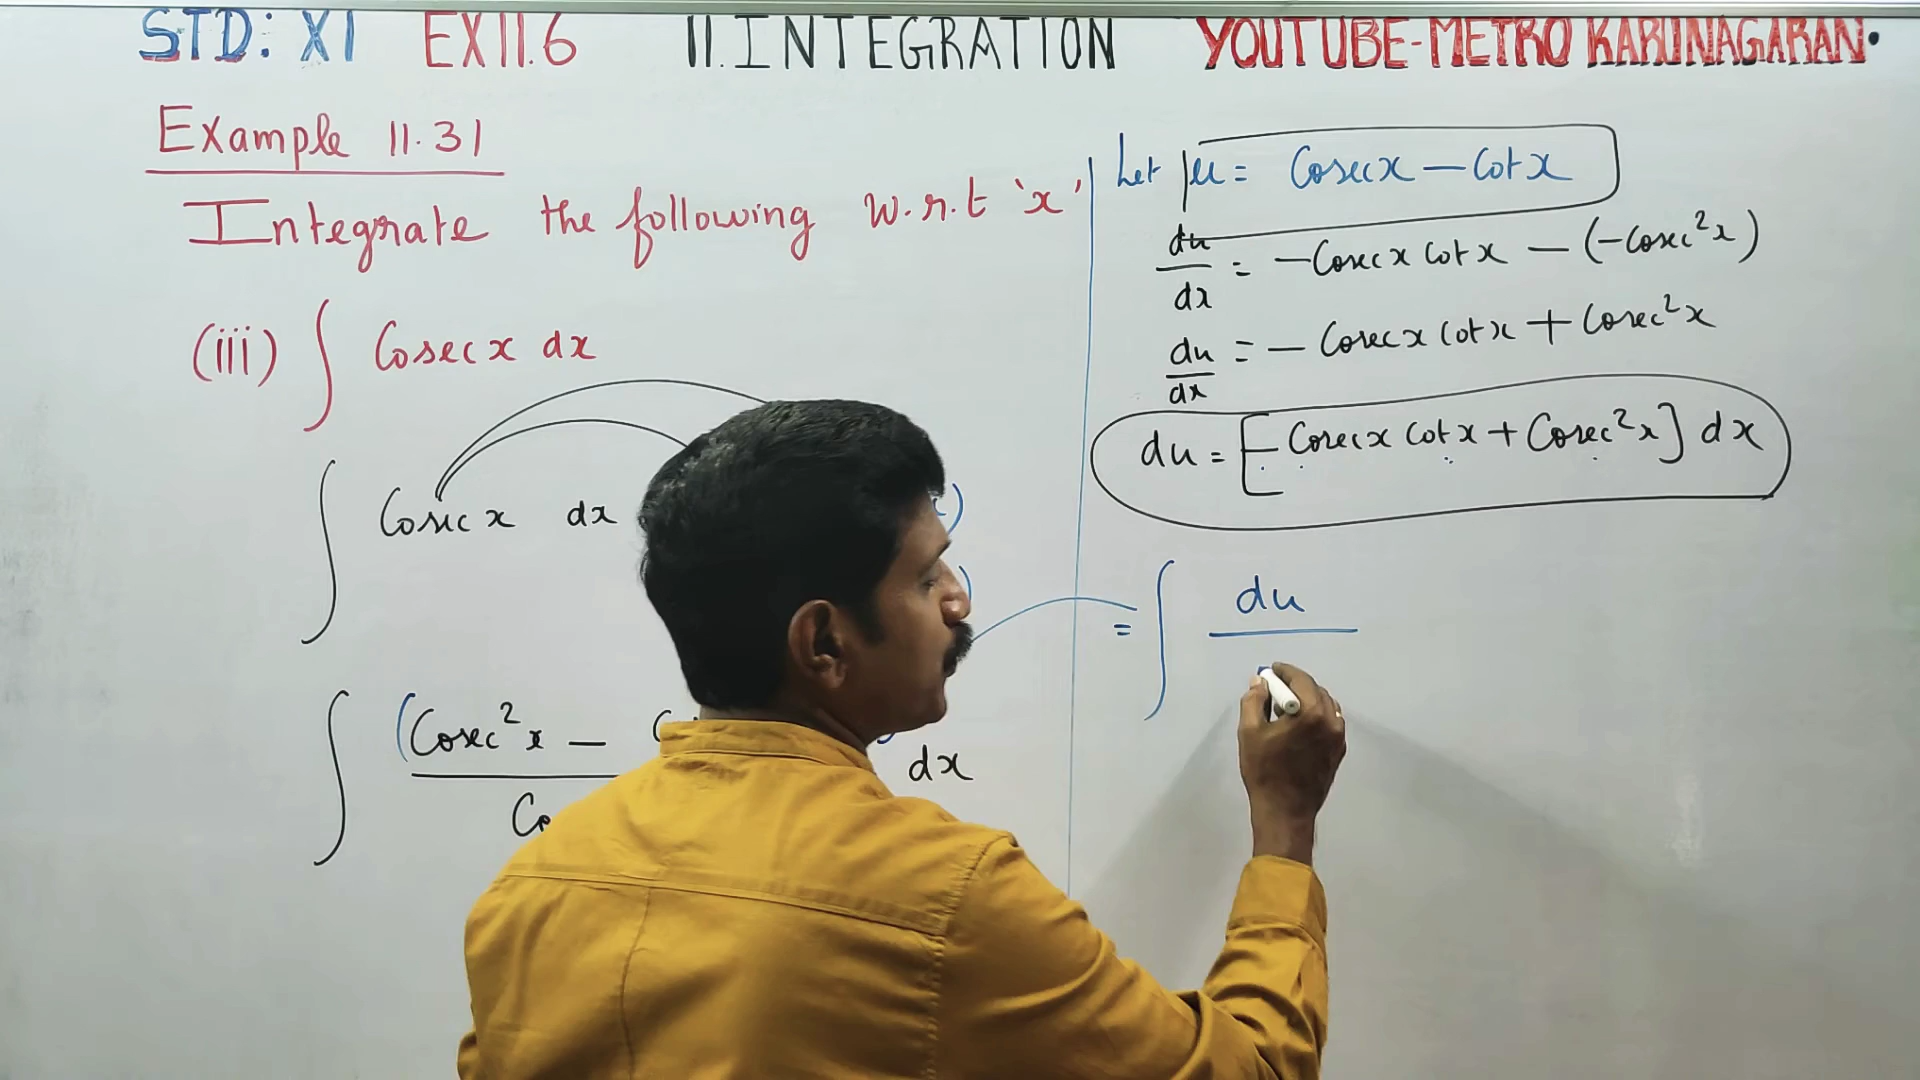 STD: XI EX11.6 11. INTEGRATION YOUTUBE-METRO KARUNAGARAN.
Example 11.31
Integrate the following w.r.t 'x'
(iii) ∫ Cosec x dx
∫ Cosec x dx
∫ (Cosec²x − dx
Let u = Cosec x − Cot x
du/dx = −Cosec x Cot x − (−Cosec²x)
du/dx = − Cosec x Cot x + Cosec²x
du = [−Cosec x Cot x + Cosec²x] dx
= ∫ du